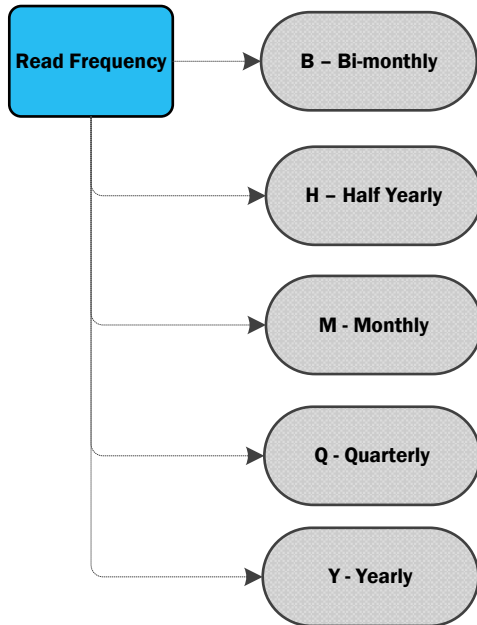 Read Frequency
B – Bi-monthly
H – Half Yearly
M - Monthly
Q - Quarterly
Y - Yearly